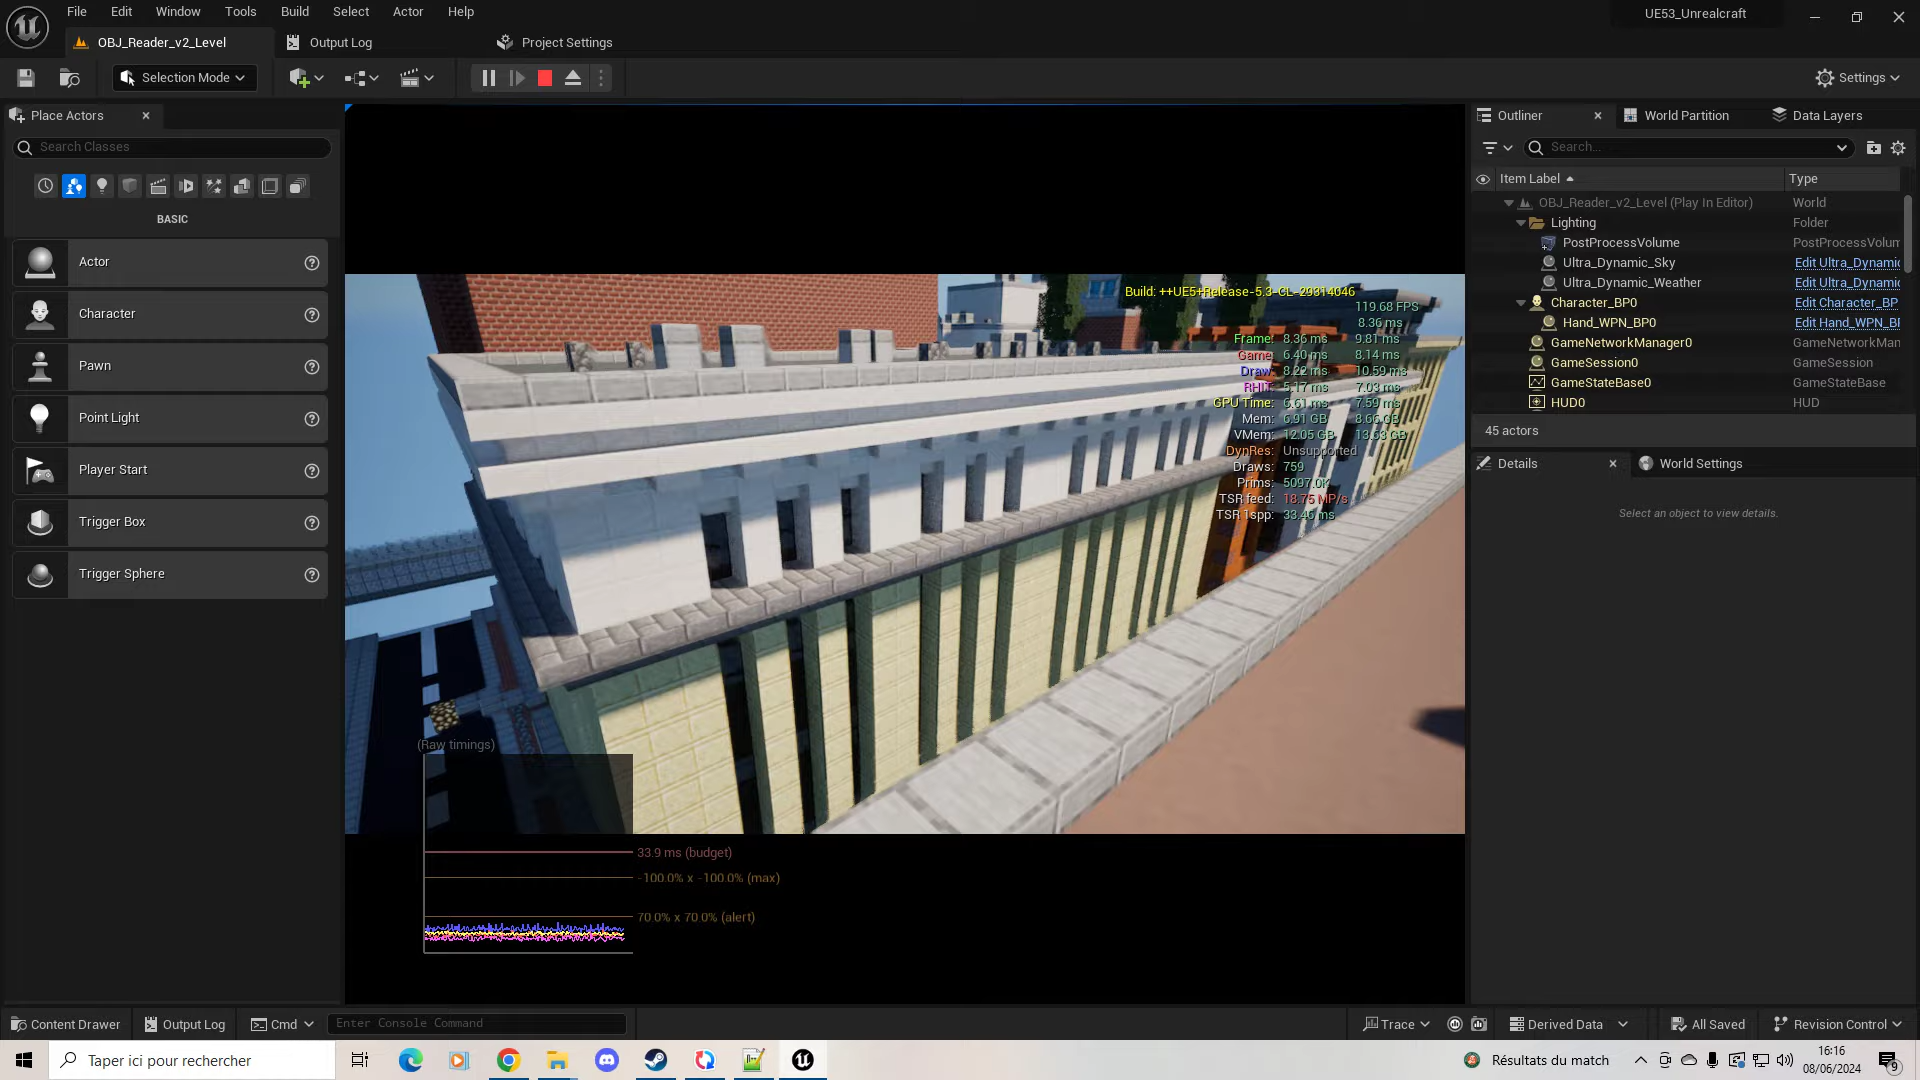 File Edit Window Tools Build Select Actor Help
UE53_Unrealcraft
OBJ_Reader_v2_Level
Output Log
Project Settings
Selection Mode
Settings
Place Actors
Search Classes
BASIC
Actor
Character
Pawn
Point Light
Player Start
Trigger Box
Trigger Sphere
Build: ++UE5+Release-5.3-CL-29314046
119.68 FPS
8.36 ms
Frame: 8.36 ms 9.81 ms
Game: 6.40 ms 8.14 ms
Draw: 8.22 ms 10.59 ms
RHIT: 5.17 ms 7.03 ms
GPU Time: 6.61 ms 7.59 ms
Mem: 6.91 GB 8.66 GB
VMem: 12.05 GB 13.53 GB
DynRes: Unsupported
Draws: 759
Prims: 5097.0K
TSR feed: 18.75 MP/s
TSR 1spp: 33.46 ms
(Raw timings)
33.9 ms (budget)
-100.0% x -100.0% (max)
70.0% x 70.0% (alert)
Outliner
World Partition
Data Layers
Search...
Item Label
Type
OBJ_Reader_v2_Level (Play In Editor) World
Lighting Folder
PostProcessVolume PostProcessVolum
Ultra_Dynamic_Sky Edit Ultra_Dynamic
Ultra_Dynamic_Weather Edit Ultra_Dynamic
Character_BP0 Edit Character_BP
Hand_WPN_BP0 Edit Hand_WPN_BP
GameNetworkManager0 GameNetworkMan
GameSession0 GameSession
GameStateBase0 GameStateBase
HUD0 HUD
45 actors
Details
World Settings
Select an object to view details.
Content Drawer
Output Log
Cmd
Enter Console Command
Trace
Derived Data
All Saved
Revision Control
Taper ici pour rechercher
Résultats du match
16:16
08/06/2024
9